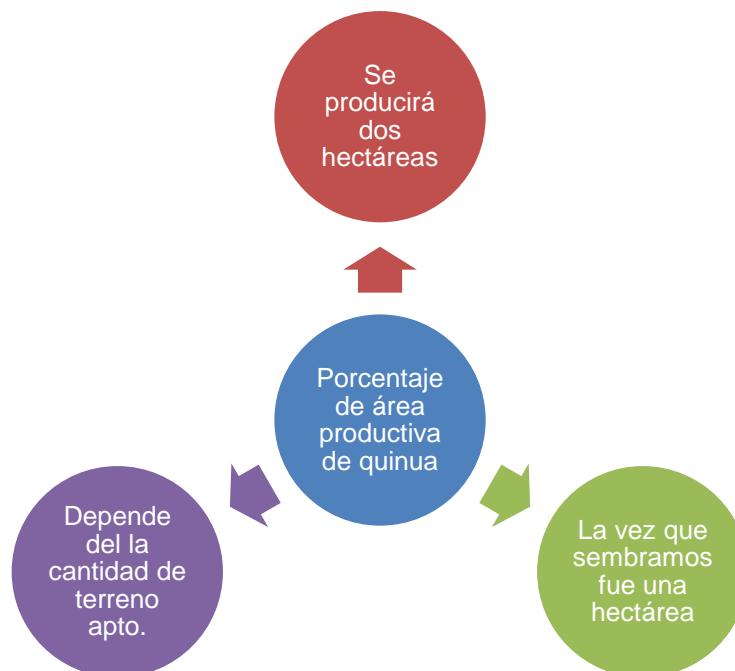 Se
producirá
dos
hectáreas
Porcentaje
de área
productiva
de quinua
Depende
del la
cantidad de
terreno
apto.
La vez que
sembramos
fue una
hectárea